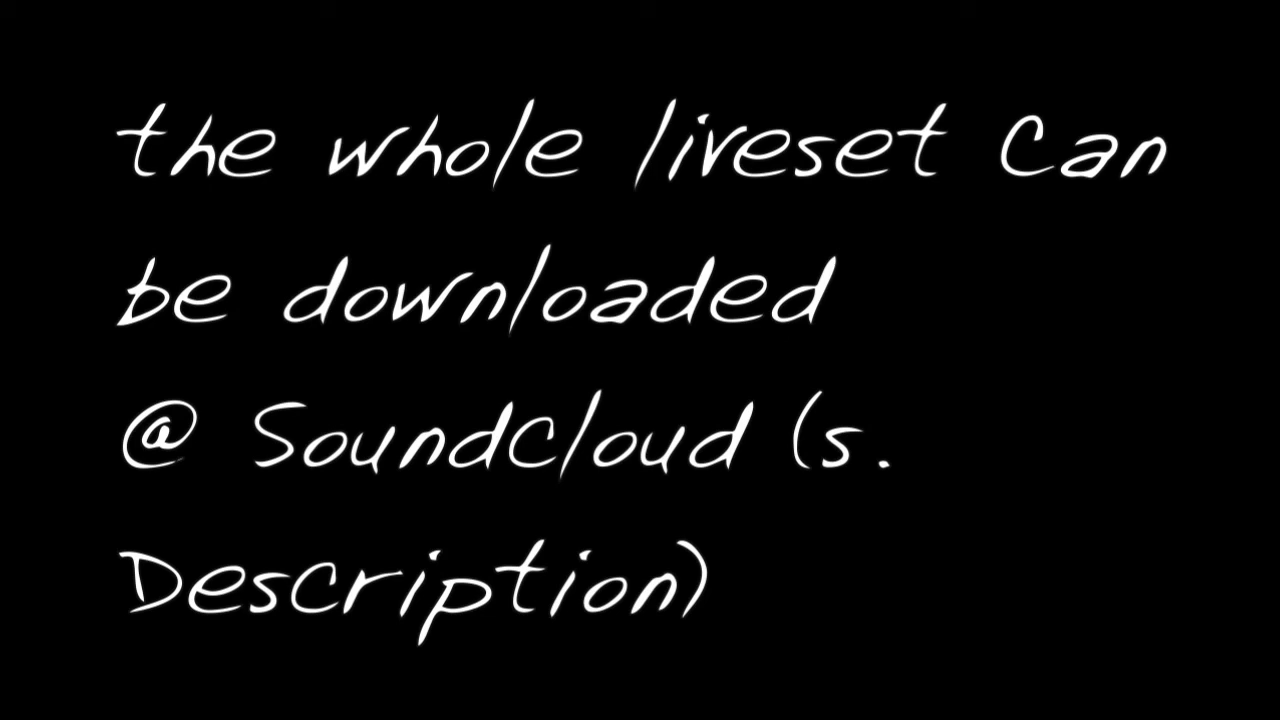 the whole liveset can
be downloaded
@ Soundcloud (s.
Description)